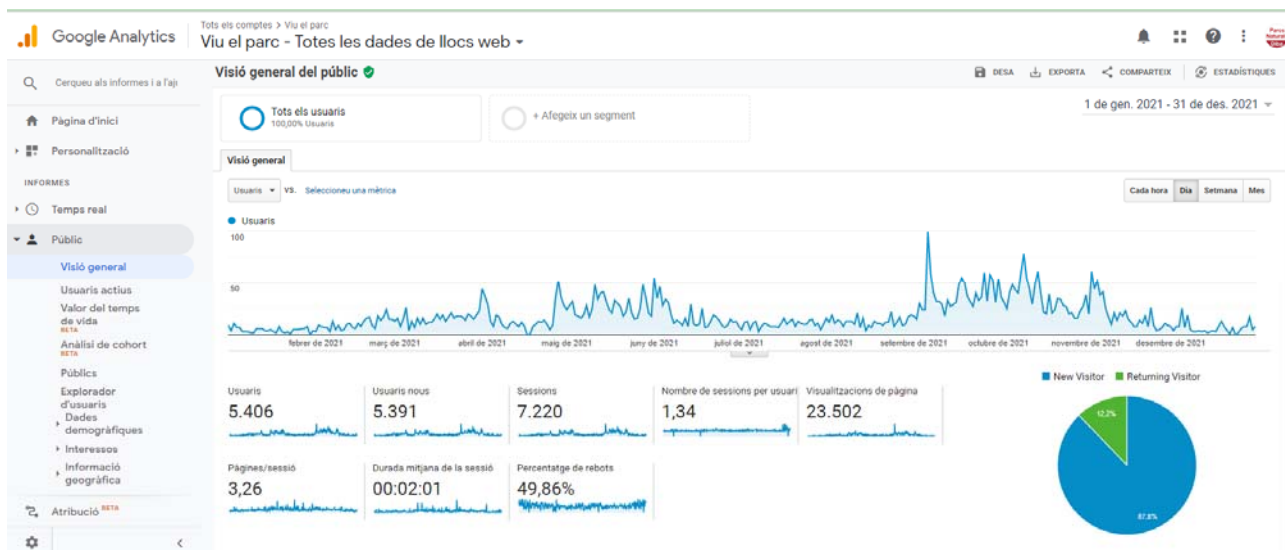 Google Analytics
Tots els comptes > Viu el parc
Viu el parc - Totes les dades de llocs web
Cerqueu als informes i a l'aju
Pàgina d'inici
Personalització
INFORMES
Temps real
Públic
Visió general
Usuaris actius
Valor del temps
de vida
BETA
Anàlisi de cohort
BETA
Públics
Explorador
d'usuaris
Dades
demogràfiques
Interessos
Informació
geogràfica
Atribució BETA
Visió general del públic
DESA
EXPORTA
COMPARTEIX
ESTADÍSTIQUES
Tots els usuaris
100,00% Usuaris
+ Afegeix un segment
1 de gen. 2021 - 31 de des. 2021
Visió general
Usuaris
VS.
Seleccioneu una mètrica
Cada hora
Dia
Setmana
Mes
Usuaris
100
50
febrer de 2021
març de 2021
abril de 2021
maig de 2021
juny de 2021
juliol de 2021
agost de 2021
setembre de 2021
octubre de 2021
novembre de 2021
desembre de 2021
Usuaris
5.406
Usuaris nous
5.391
Sessions
7.220
Nombre de sessions per usuari
1,34
Visualitzacions de pàgina
23.502
Pàgines/sessió
3,26
Durada mitjana de la sessió
00:02:01
Percentatge de rebots
49,86%
New Visitor
Returning Visitor
12,2%
87,8%